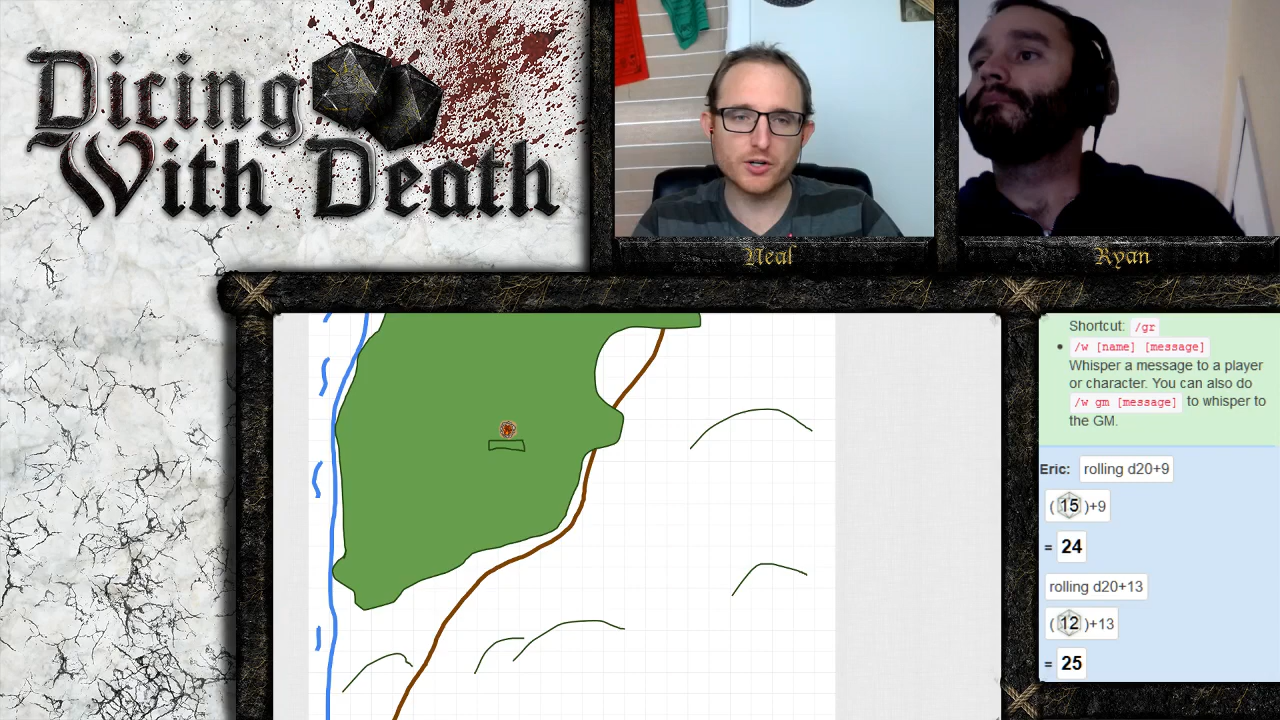 Dicing
With Death
Neal
Ryan
Shortcut: /gr
• /w [name] [message]
Whisper a message to a player
or character. You can also do
/w gm [message] to whisper to
the GM.
Eric: rolling d20+9
(15)+9
= 24
rolling d20+13
(12)+13
= 25